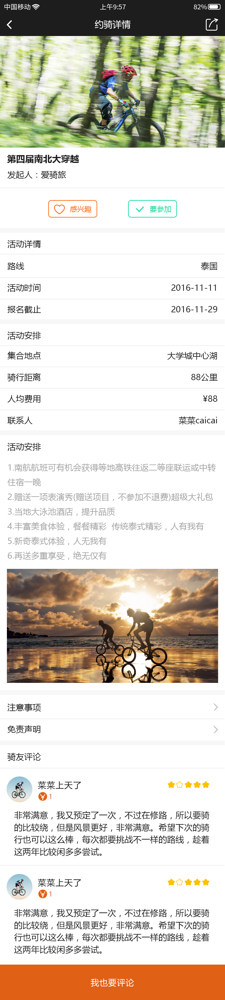 中国移动 上午9:57 82%
约骑详情
第四届南北大穿越
发起人：爱骑旅
感兴趣 要参加
活动详情
路线 泰国
活动时间 2016-11-11
报名截止 2016-11-29
活动安排
集合地点 大学城中心湖
骑行距离 88公里
人均费用 ¥88
联系人 菜菜caicai
活动安排
1.南航航班可有机会获得等地高铁往返二等座联运或中转
住宿一晚
2.赠送一项表演秀(赠送项目，不参加不退费)超级大礼包
3.当地大泳池酒店，提升品质
4.丰富美食体验，餐餐精彩 传统泰式精彩，人有我有
5.新奇泰式体验，人无我有
6.再送多重享受，绝无仅有
注意事项
免责声明
骑友评论
菜菜上天了
1
非常满意，我又预定了一次，不过在修路，所以要骑
的比较绕，但是风景更好，非常满意。希望下次的骑
行也可以这么棒，每次都要挑战不一样的路线，趁着
这两年比较闲多多尝试。
菜菜上天了
1
非常满意，我又预定了一次，不过在修路，所以要骑
的比较绕，但是风景更好，非常满意。希望下次的骑
行也可以这么棒，每次都要挑战不一样的路线，趁着
这两年比较闲多多尝试。
我也要评论